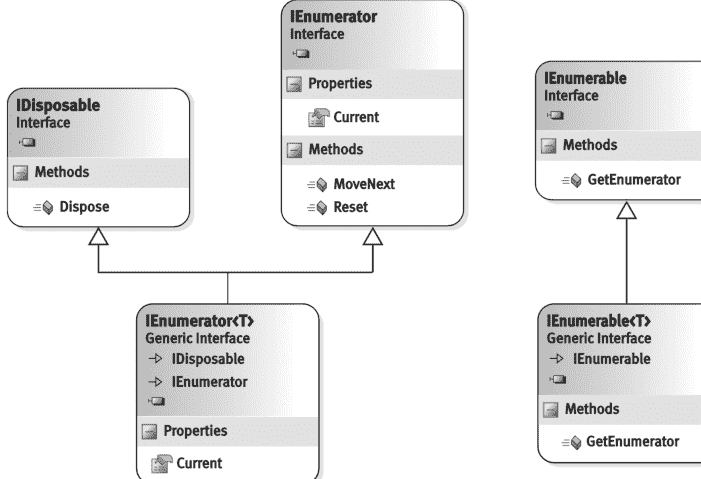 IEnumerator
Interface
Properties
Current
Methods
MoveNext
Reset
IDisposable
Interface
Methods
Dispose
IEnumerable
Interface
Methods
GetEnumerator
IEnumerator<T>
Generic Interface
IDisposable
IEnumerator
Properties
Current
IEnumerable<T>
Generic Interface
IEnumerable
Methods
GetEnumerator